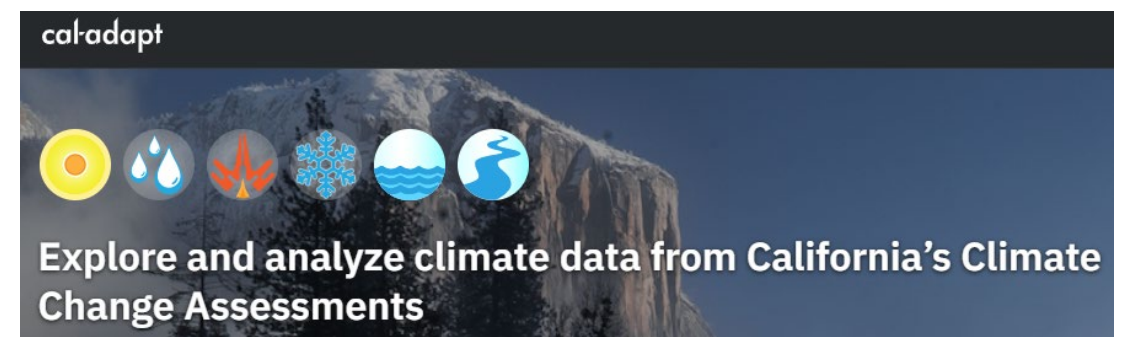 cal-adapt
Explore and analyze climate data from California’s Climate
Change Assessments